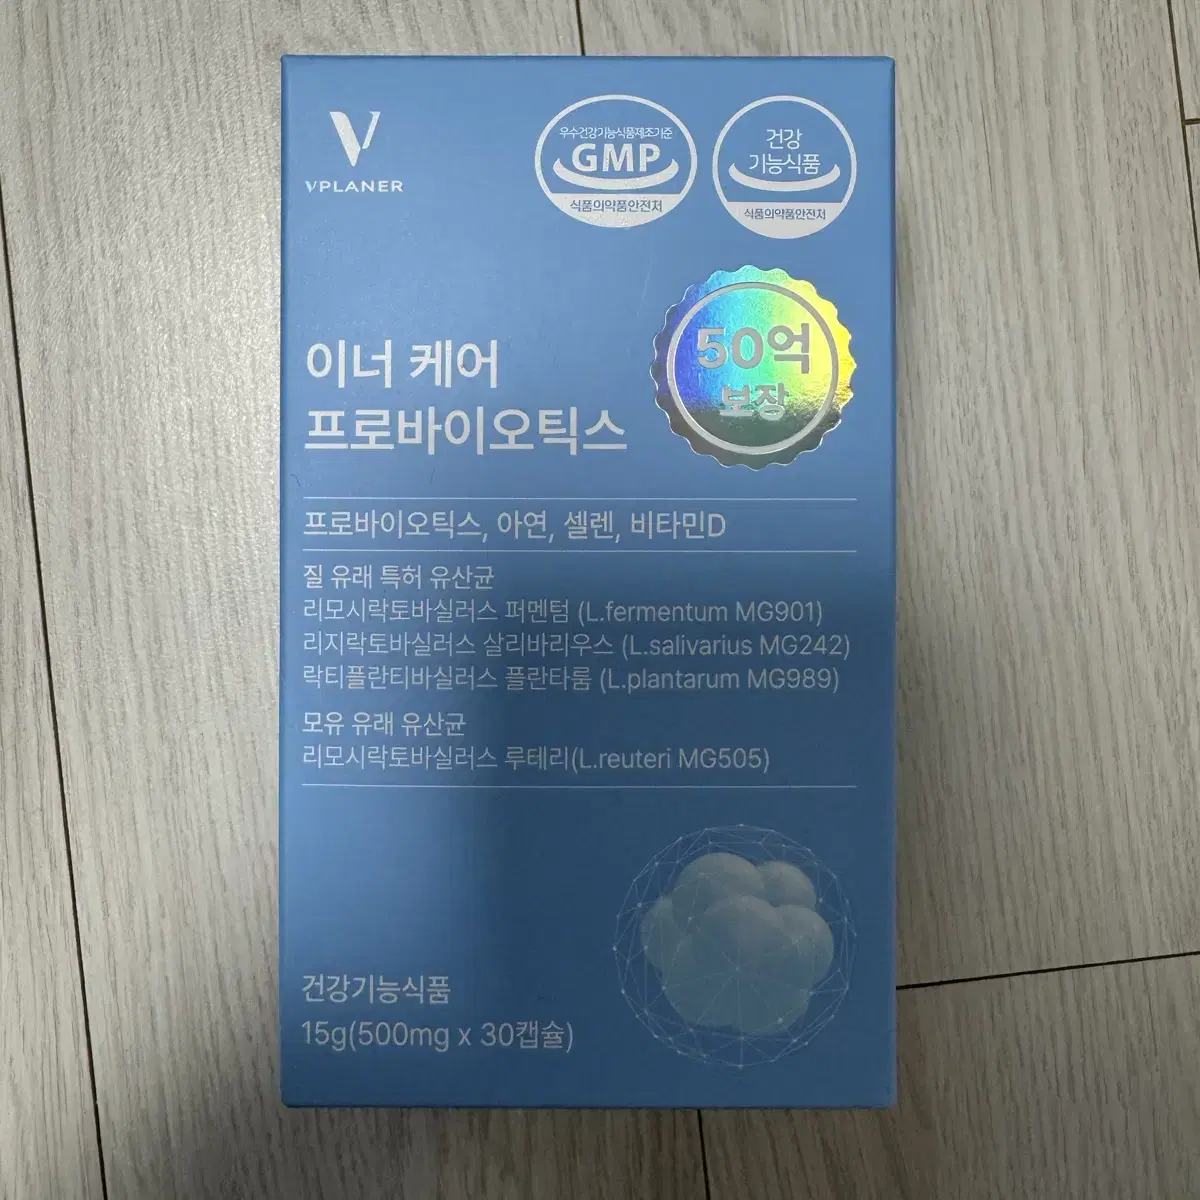 VPLANER
우수건강기능식품제조기준
GMP
식품의약품안전처
건강
기능식품
식품의약품안전처
50억
보장
이너 케어
프로바이오틱스
프로바이오틱스, 아연, 셀렌, 비타민D
질 유래 특허 유산균
리모시락토바실러스 퍼멘텀 (L.fermentum MG901)
리지락토바실러스 살리바리우스 (L.salivarius MG242)
락티플란티바실러스 플란타룸 (L.plantarum MG989)
모유 유래 유산균
리모시락토바실러스 루테리(L.reuteri MG505)
건강기능식품
15g(500mg x 30캡슐)